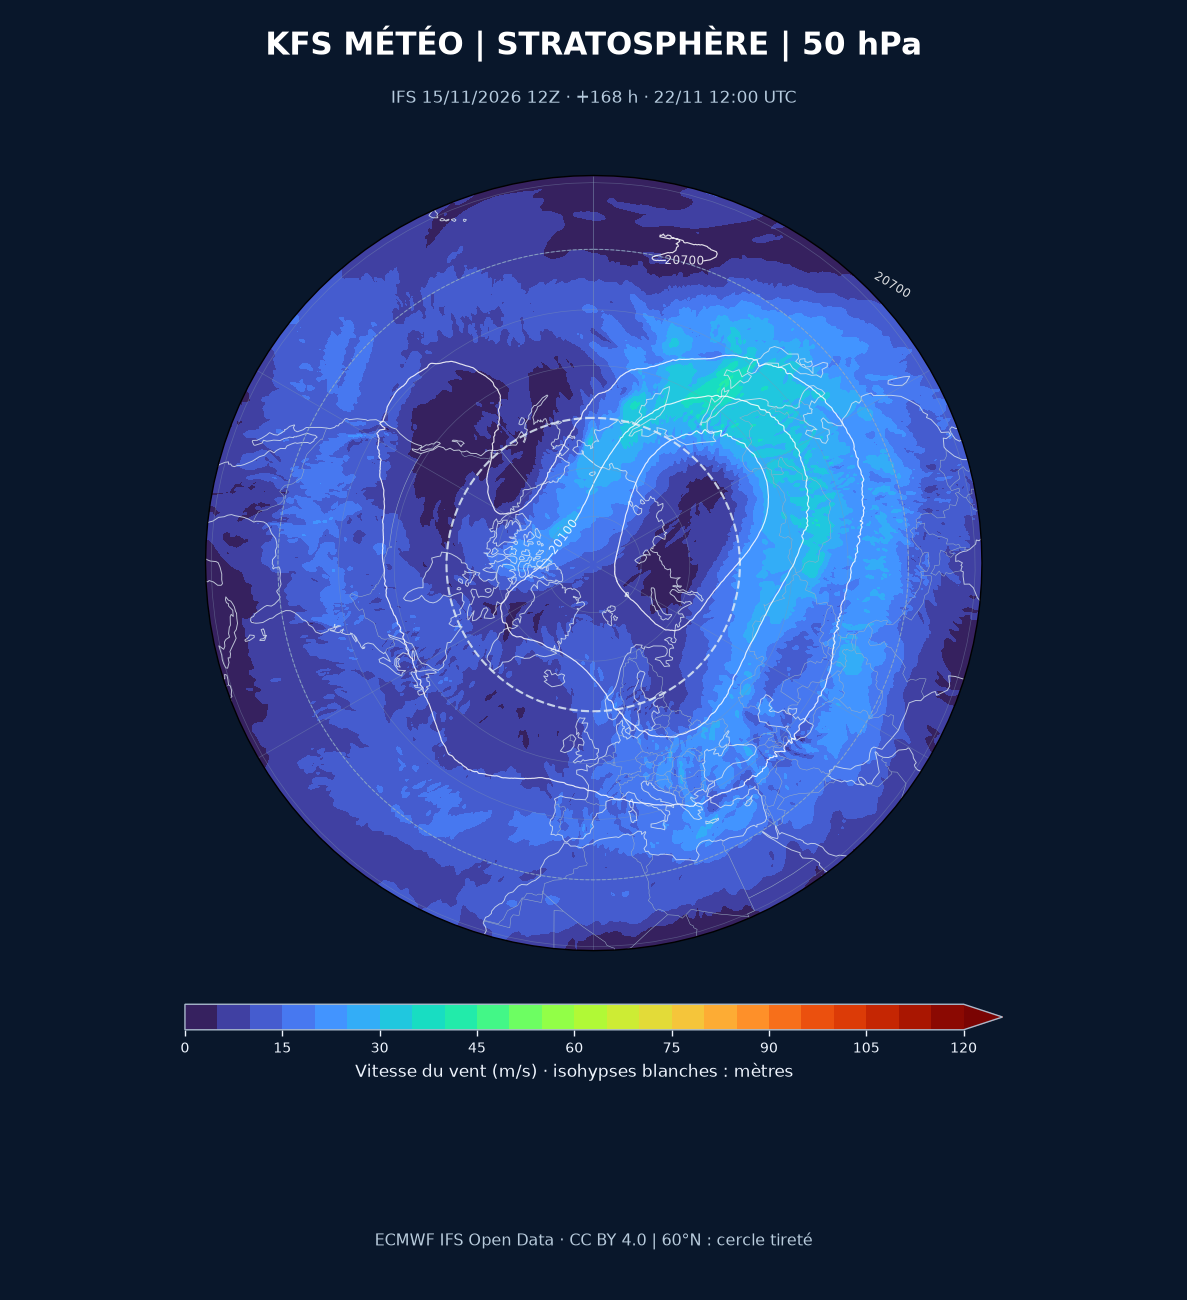 KFS MÉTÉO | STRATOSPHÈRE | 50 hPa
IFS 15/11/2026 12Z · +168 h · 22/11 12:00 UTC
20700
20700
20100
0 15 30 45 60 75 90 105 120
Vitesse du vent (m/s) · isohypses blanches : mètres
ECMWF IFS Open Data · CC BY 4.0 | 60°N : cercle tireté